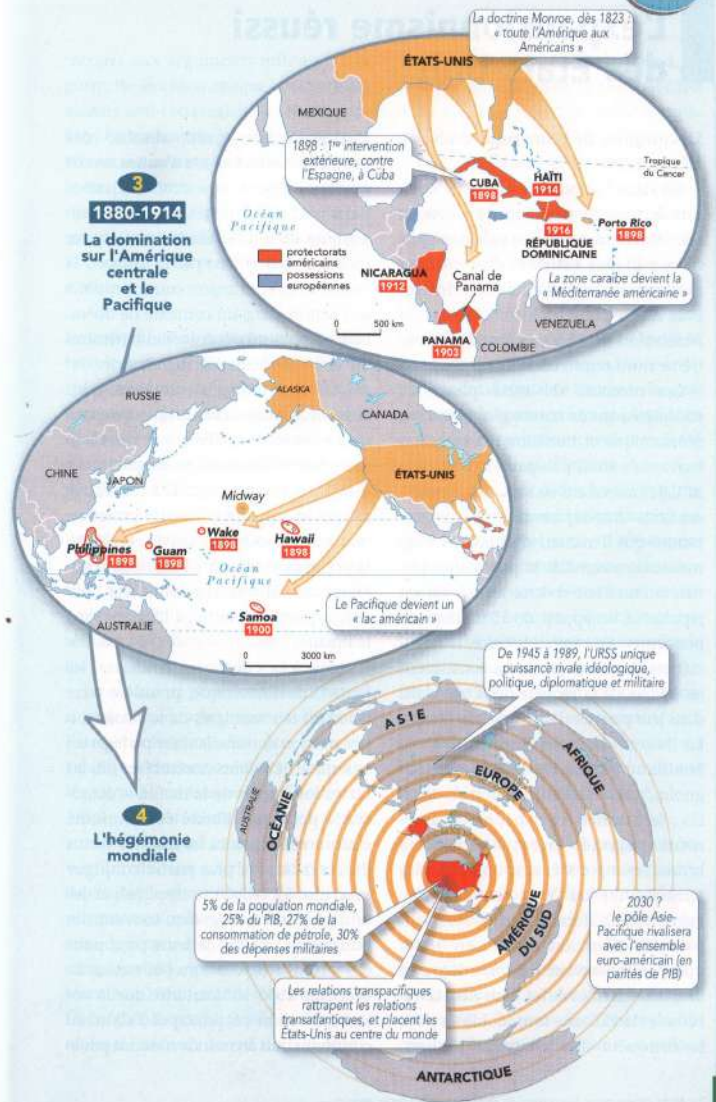 La doctrine Monroe, dès 1823 :
« toute l'Amérique aux
Américains »
ÉTATS-UNIS
MEXIQUE
1898 : 1re intervention
extérieure, contre
l'Espagne, à Cuba
Tropique
du Cancer
CUBA
1898
HAÏTI
1914
1916
RÉPUBLIQUE
DOMINICAINE
Porto Rico
1898
Océan
Pacifique
protectorats
américains
possessions
européennes
NICARAGUA
1912
Canal de
Panama
La zone caraïbe devient la
« Méditerranée américaine »
0 500 km
PANAMA
1903
COLOMBIE
VENEZUELA
3
1880-1914
La domination
sur l'Amérique
centrale
et le
Pacifique
RUSSIE
ALASKA
CANADA
CHINE
JAPON
ÉTATS-UNIS
Midway
Philippines
1898
Guam
1898
Wake
1898
Hawaii
1898
Océan
Pacifique
Samoa
1900
AUSTRALIE
Le Pacifique devient un
« lac américain »
0 3000 km
4
L'hégémonie
mondiale
De 1945 à 1989, l'URSS unique
puissance rivale idéologique,
politique, diplomatique et militaire
ASIE
EUROPE
AFRIQUE
AUSTRALIE
OCÉANIE
AMÉRIQUE
DU SUD
5% de la population mondiale,
25% du PIB, 27% de la
consommation de pétrole, 30%
des dépenses militaires
2030 ?
le pôle Asie-
Pacifique rivalisera
avec l'ensemble
euro-américain (en
parités de PIB)
Les relations transpacifiques
rattrapent les relations
transatlantiques, et placent les
États-Unis au centre du monde
ANTARCTIQUE